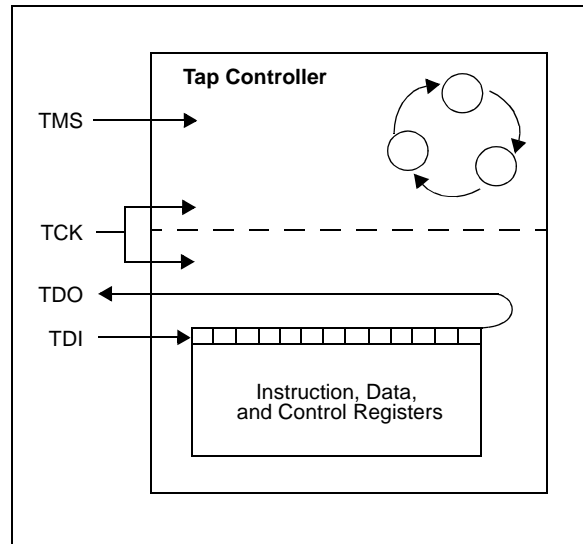 Tap Controller
TMS
TCK
TDO
TDI
Instruction, Data,
and Control Registers